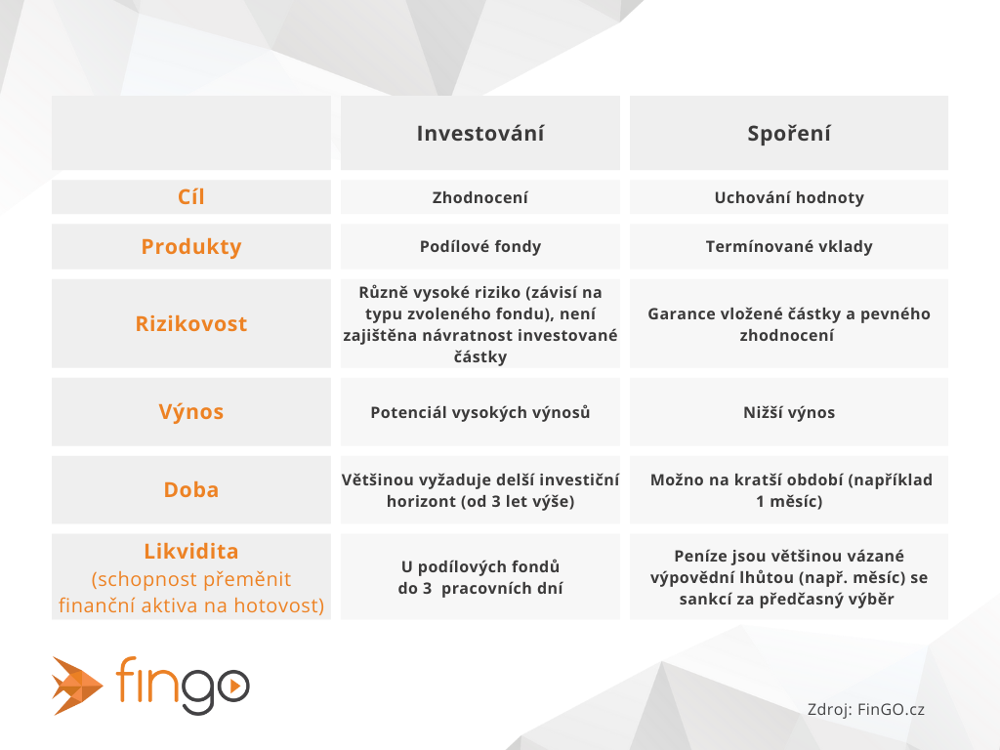 Investování
Spoření
Cíl
Zhodnocení
Uchování hodnoty
Produkty
Podílové fondy
Termínované vklady
Rizikovost
Různě vysoké riziko (závisí na
typu zvoleného fondu), není
zajištěna návratnost investované
částky
Garance vložené částky a pevného
zhodnocení
Výnos
Potenciál vysokých výnosů
Nižší výnos
Doba
Většinou vyžaduje delší investiční
horizont (od 3 let výše)
Možno na kratší období (například
1 měsíc)
Likvidita
(schopnost přeměnit
finanční aktiva na hotovost)
U podílových fondů
do 3 pracovních dní
Peníze jsou většinou vázané
výpovědní lhůtou (např. měsíc) se
sankcí za předčasný výběr
fingo
Zdroj: FinGO.cz